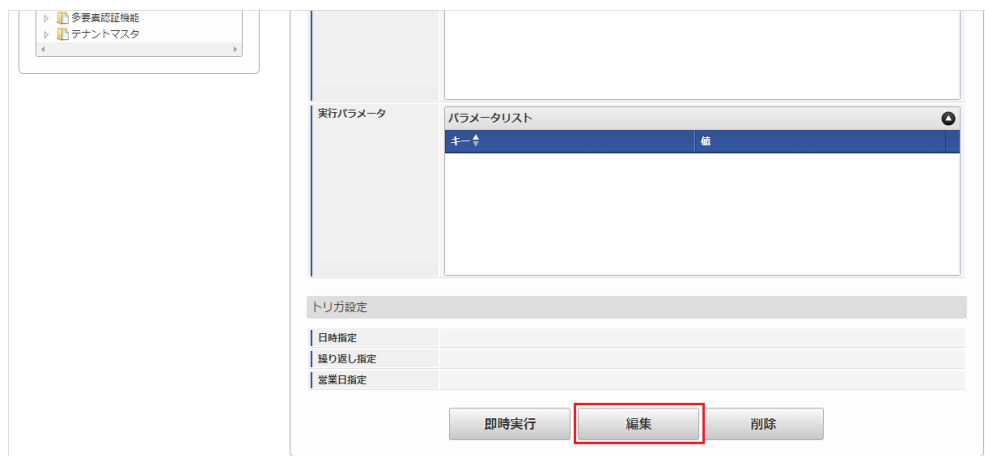 多要素認証機能
テナントマスタ
実行パラメータ
パラメータリスト
キー
値
トリガ設定
日時指定
繰り返し指定
営業日指定
即時実行
編集
削除